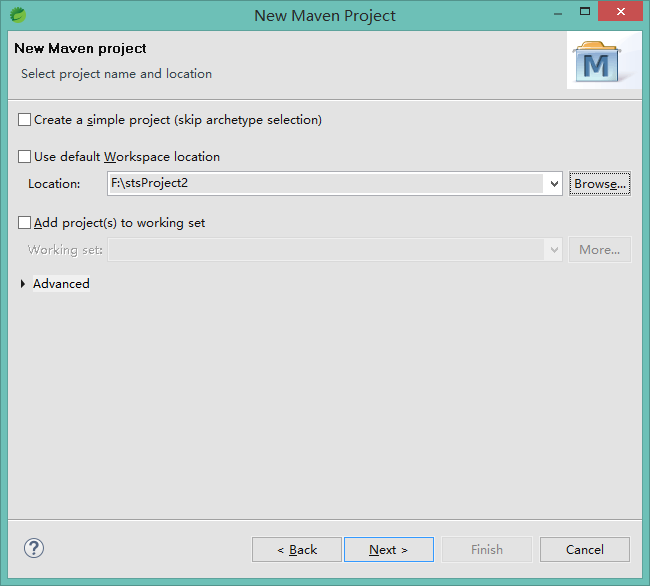 New Maven Project
New Maven project
Select project name and location
M
Create a simple project (skip archetype selection)
Use default Workspace location
Location: F:\stsProject2 Browse...
Add project(s) to working set
Working set: More...
Advanced
? < Back Next > Finish Cancel